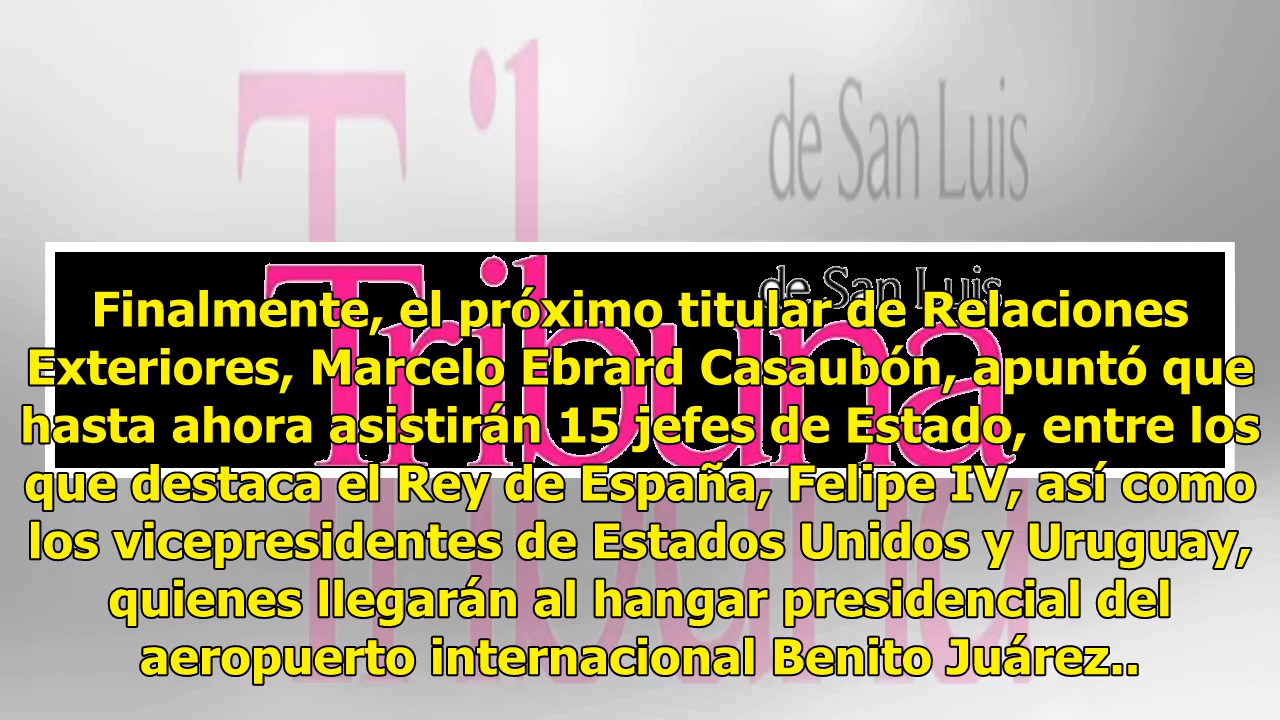 Tribuna
de San Luis
Tribuna
de San Luis
Finalmente, el próximo titular de Relaciones
Exteriores, Marcelo Ebrard Casaubón, apuntó que
hasta ahora asistirán 15 jefes de Estado, entre los
que destaca el Rey de España, Felipe IV, así como
los vicepresidentes de Estados Unidos y Uruguay,
quienes llegarán al hangar presidencial del
aeropuerto internacional Benito Juárez..